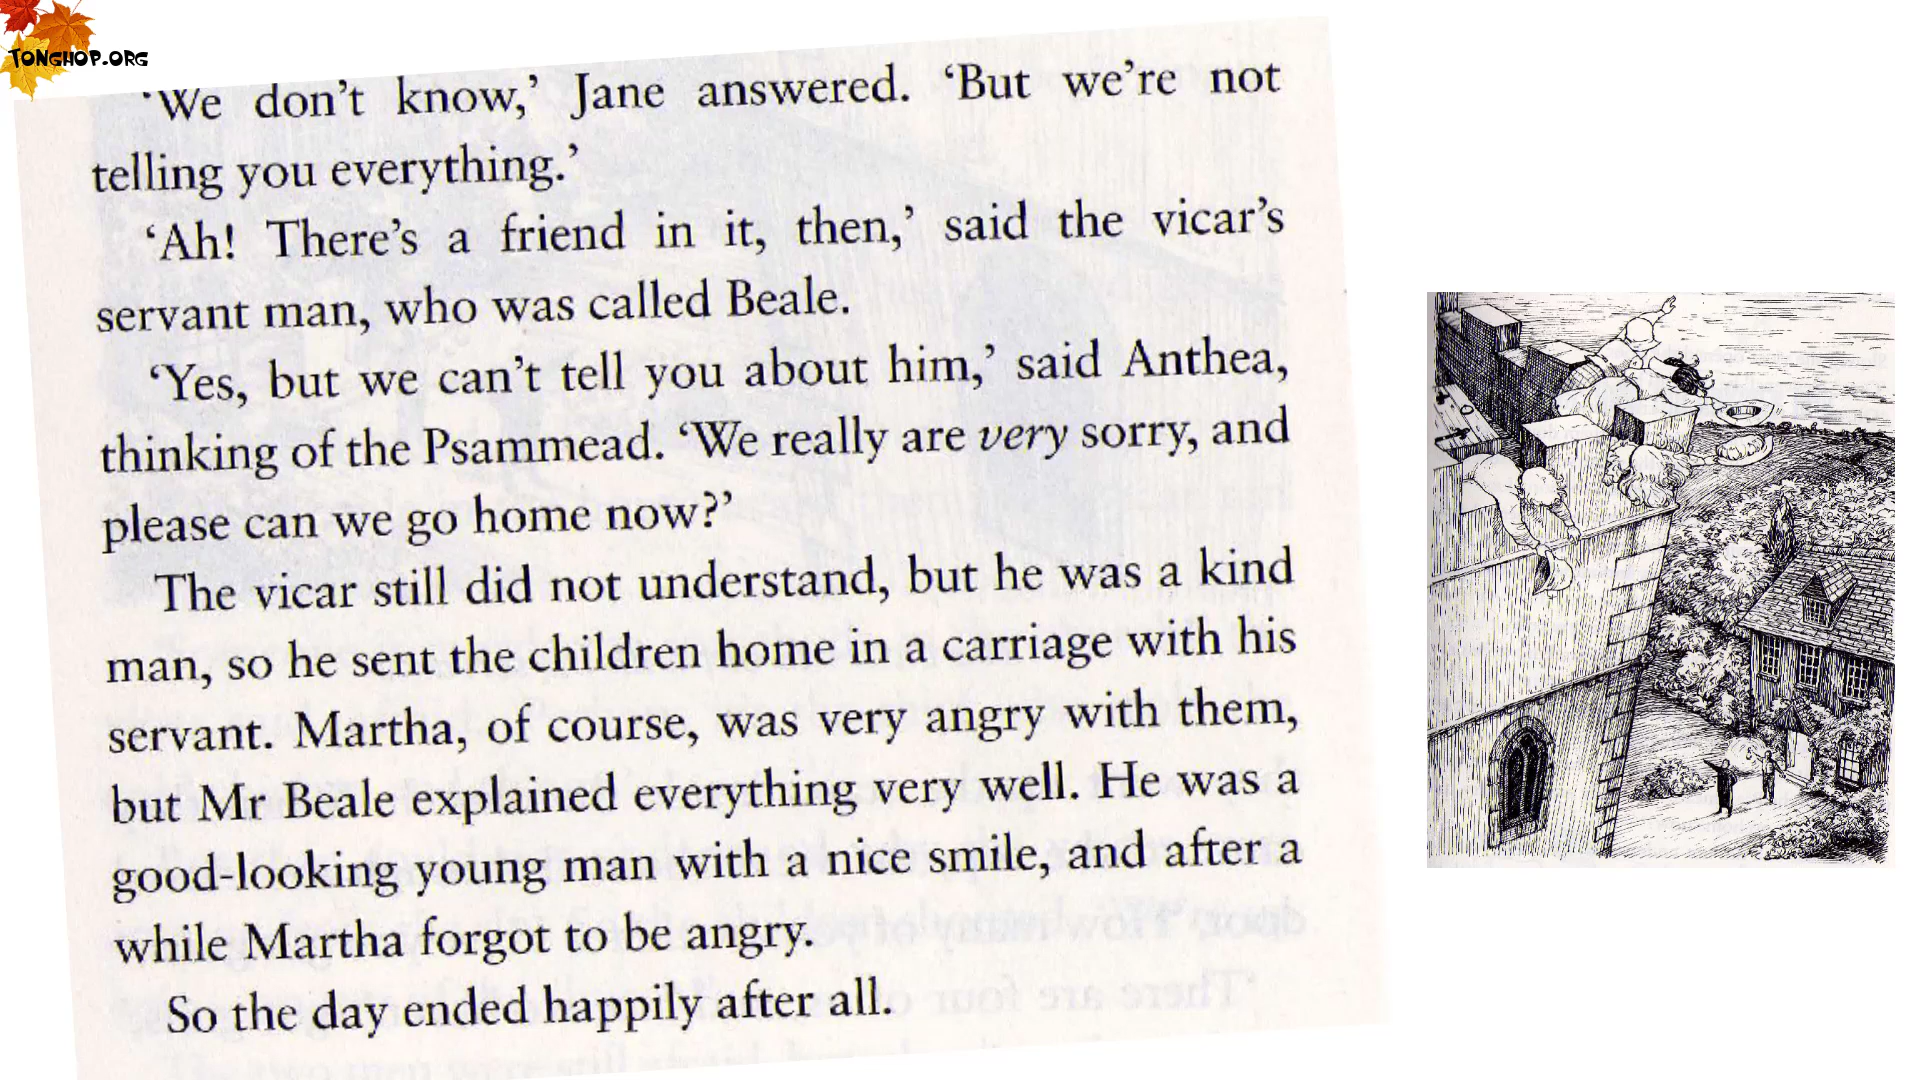 TONGHOP.ORG
‘We don’t know,’ Jane answered. ‘But we’re not
telling you everything.’
‘Ah! There’s a friend in it, then,’ said the vicar’s
servant man, who was called Beale.
‘Yes, but we can’t tell you about him,’ said Anthea,
thinking of the Psammead. ‘We really are very sorry, and
please can we go home now?’
The vicar still did not understand, but he was a kind
man, so he sent the children home in a carriage with his
servant. Martha, of course, was very angry with them,
but Mr Beale explained everything very well. He was a
good-looking young man with a nice smile, and after a
while Martha forgot to be angry.
So the day ended happily after all.